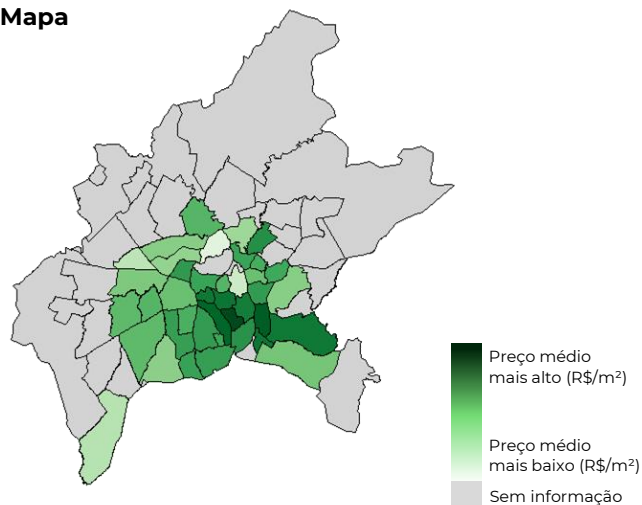 Mapa
Preço médio
mais alto (R$/m²)
Preço médio
mais baixo (R$/m²)
Sem informação